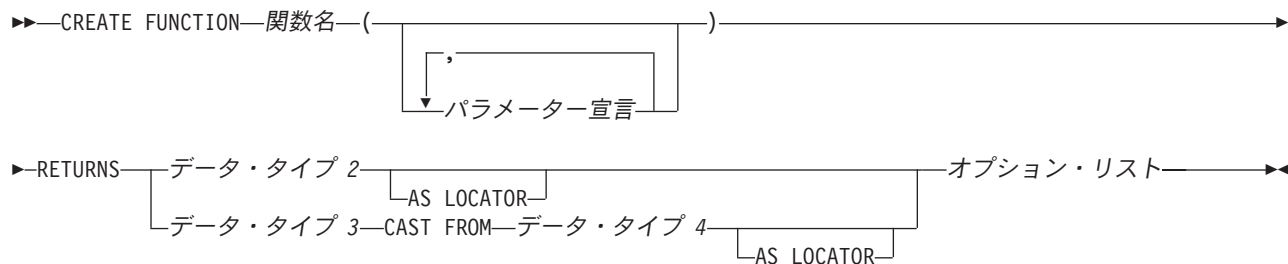 CREATE FUNCTION 関数名 ( )
,
パラメーター宣言
RETURNS データ・タイプ 2 オプション・リスト
AS LOCATOR
データ・タイプ 3 CAST FROM データ・タイプ 4
AS LOCATOR